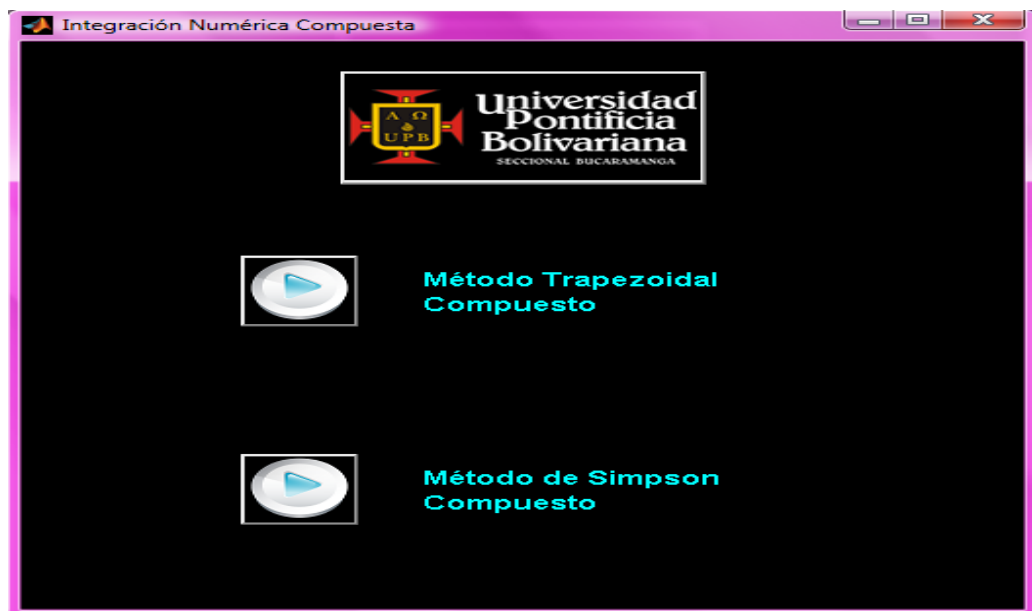 Integración Numérica Compuesta
Α Ω
UPB
Universidad
Pontificia
Bolivariana
SECCIONAL BUCARAMANGA
Método Trapezoidal
Compuesto
Método de Simpson
Compuesto